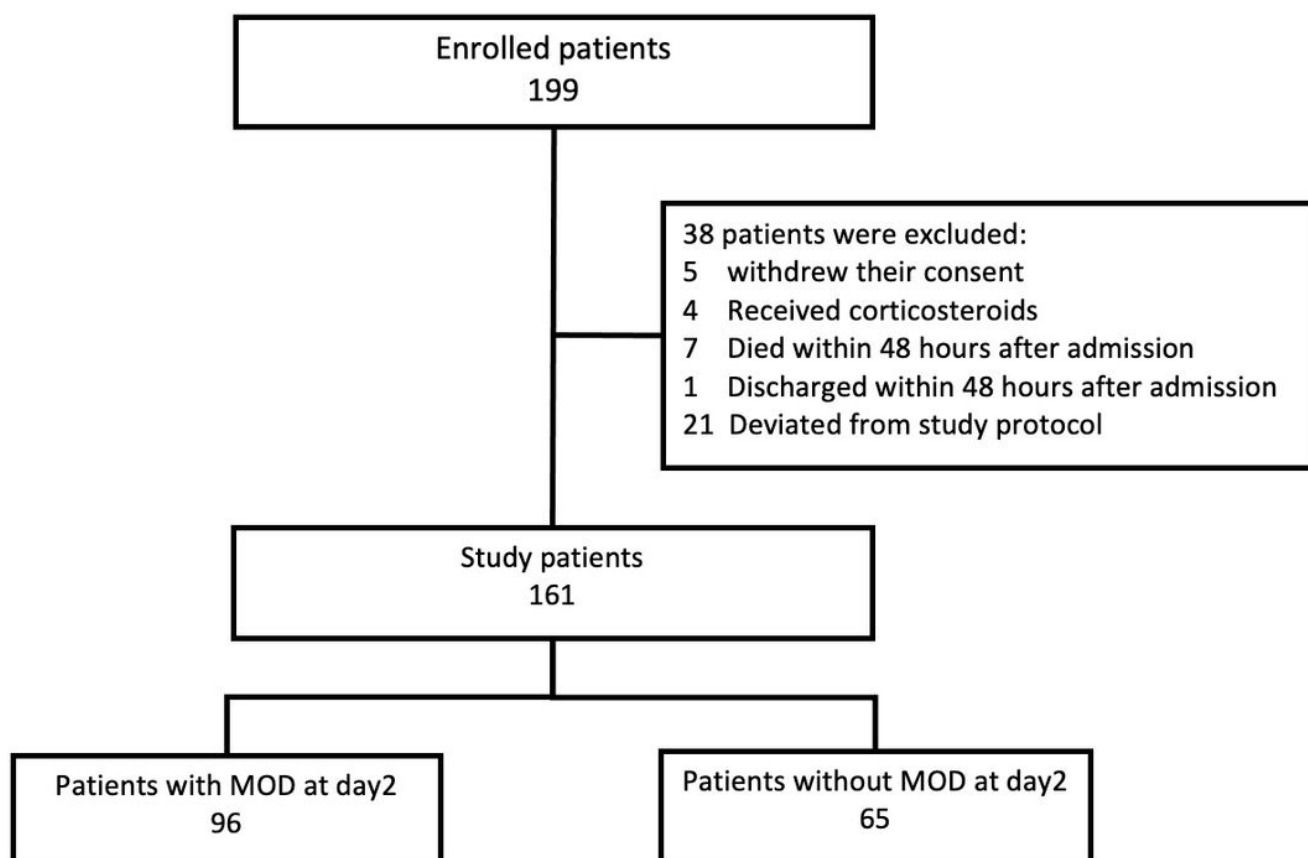 Enrolled patients
199
38 patients were excluded:
5 withdrew their consent
4 Received corticosteroids
7 Died within 48 hours after admission
1 Discharged within 48 hours after admission
21 Deviated from study protocol
Study patients
161
Patients with MOD at day2
96
Patients without MOD at day2
65